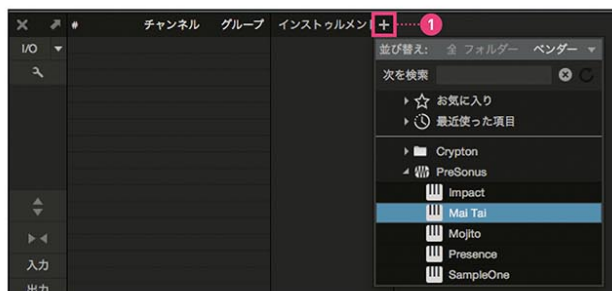 # チャンネル グループ インストゥルメント + 1
I/O
並び替え: 全 フォルダー ベンダー
次を検索
お気に入り
最近使った項目
Crypton
PreSonus
Impact
Mai Tai
Mojito
Presence
SampleOne
入力
出力